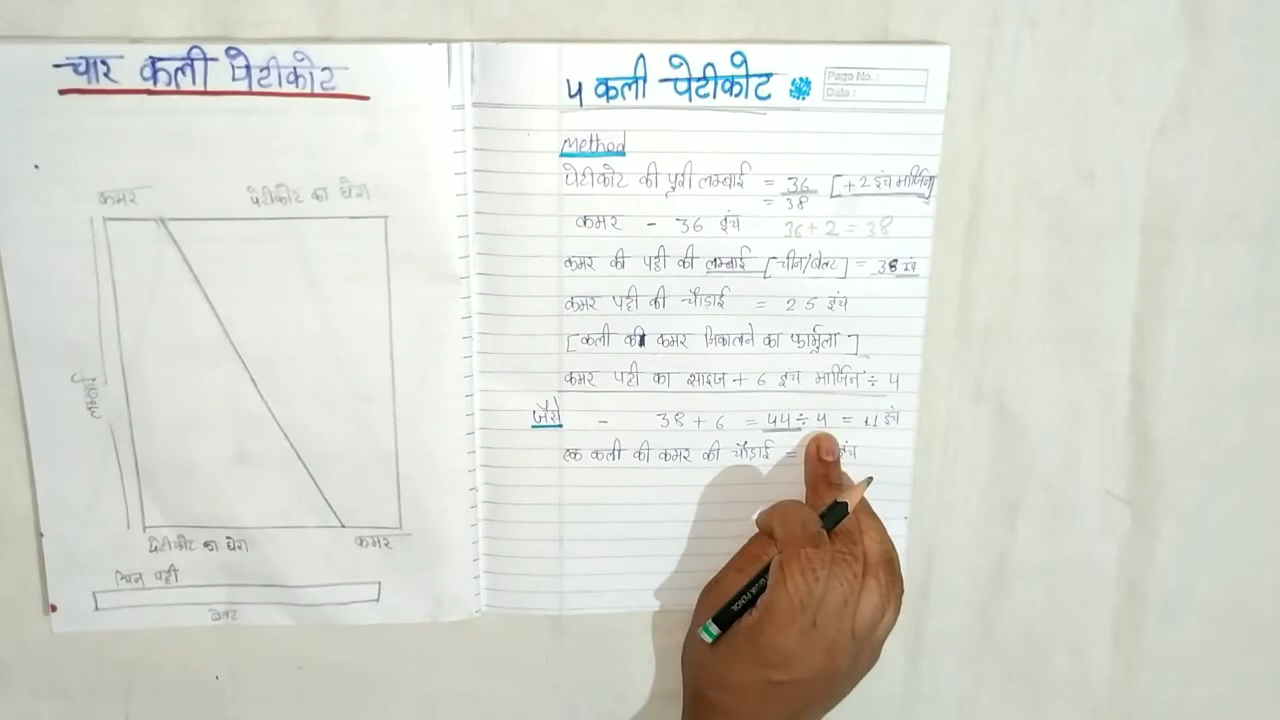 चार कली पेटीकोट
कमर पेटीकोट का घेरा
लम्बाई
पेटीकोट का घेरा कमर
चिन पट्टी
बेल्ट
4 कली पेटीकोट
Page No. :
Date :
Method
पेटीकोट की पूरी लम्बाई = 36 [+2 इंच मार्जिन]
= 38
कमर - 36 इंच 36+2 = 38
कमर की पट्टी की लम्बाई [चीन/बेल्ट] = 38 इंच
कमर पट्टी की चौडाई = 2 5 इंच
[कली की कमर निकालने का फार्मूला]
कमर पट्टी का साइज + 6 इंच मार्जिन ÷ 4
जैसे - 38 + 6 = 44 ÷ 4 = 11 इंच
एक कली की कमर की चौडाई = इंच